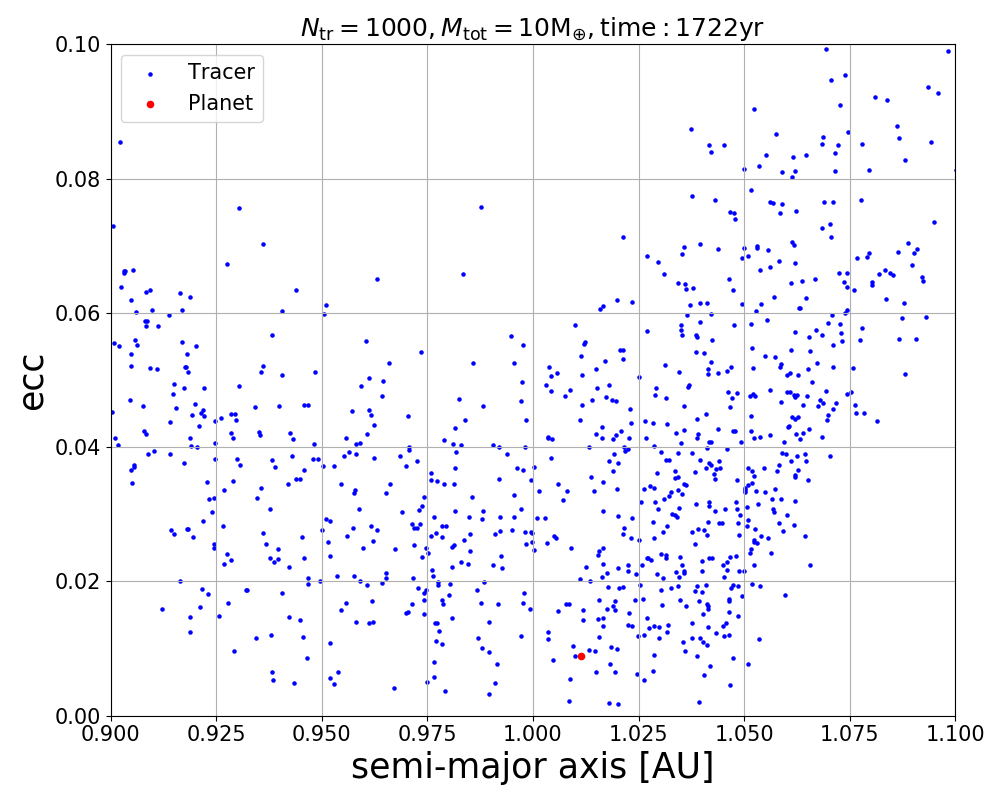 N_tr = 1000, M_tot = 10M_⊕, time : 1722yr
0.10
Tracer
Planet
0.08
0.06
ecc
0.04
0.02
0.00
0.900 0.925 0.950 0.975 1.000 1.025 1.050 1.075 1.100
semi-major axis [AU]